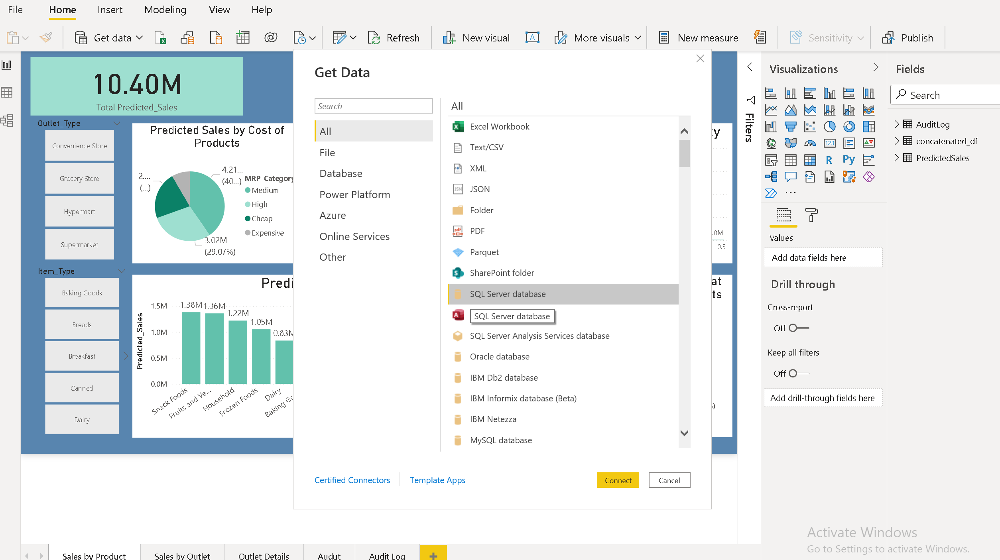 File Home Insert Modeling View Help
Get data Refresh New visual More visuals New measure Sensitivity Publish
10.40M
Total Predicted_Sales
Outlet_Type
Convenience Store
Grocery Store
Hypermart
Supermarket
Item_Type
Baking Goods
Breads
Breakfast
Canned
Dairy
Predicted Sales by Cost of
Products
4.21...
(40...)
2....
(...)
3.02M
(29.07%)
MRP_Category
Medium
High
Cheap
Expensive
Predi
Predicted_Sales
1.5M
1.0M
0.5M
0.0M
1.38M
1.36M
1.22M
1.05M
0.83M
Snack Foods
Fruits and Ve...
Household
Frozen Foods
Dairy
Baking Go
Get Data
Search
All
File
Database
Power Platform
Azure
Online Services
Other
All
Excel Workbook
Text/CSV
XML
JSON
Folder
PDF
Parquet
SharePoint folder
SQL Server database
SQL Server database
SQL Server Analysis Services database
Oracle database
IBM Db2 database
IBM Informix database (Beta)
IBM Netezza
MySQL database
Certified Connectors
Template Apps
Connect
Cancel
ty
.0M
0.3
at
ts
Filters
Visualizations
123
R
Py
Values
Add data fields here
Drill through
Cross-report
Off
Keep all filters
Off
Add drill-through fields here
Fields
Search
AuditLog
concatenated_df
PredictedSales
Activate Windows
Go to Settings to activate Windows.
Sales by Product Sales by Outlet Outlet Details Audut Audit Log +